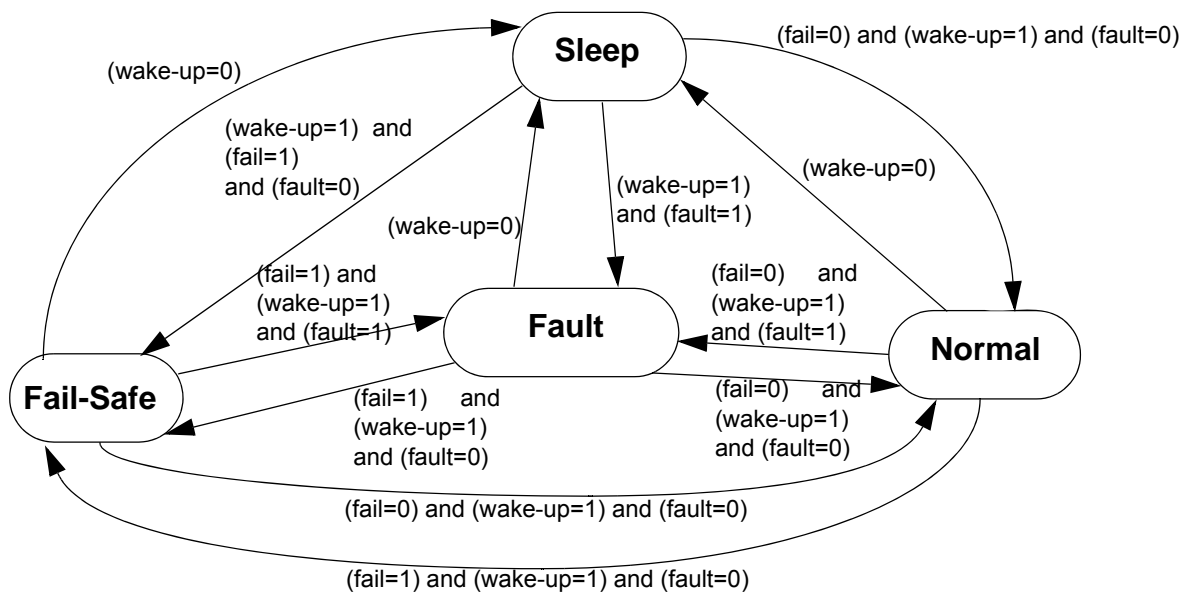 Sleep
(fail=0) and (wake-up=1) and (fault=0)
(wake-up=0)
(wake-up=1) and
(fail=1)
and (fault=0)
(wake-up=1)
and (fault=1)
(wake-up=0)
(wake-up=0)
(fail=1) and
(wake-up=1)
and (fault=1)
(fail=0) and
(wake-up=1)
and (fault=1)
Fault
Normal
Fail-Safe
(fail=1) and
(wake-up=1)
and (fault=0)
(fail=0) and
(wake-up=1)
and (fault=0)
(fail=0) and (wake-up=1) and (fault=0)
(fail=1) and (wake-up=1) and (fault=0)